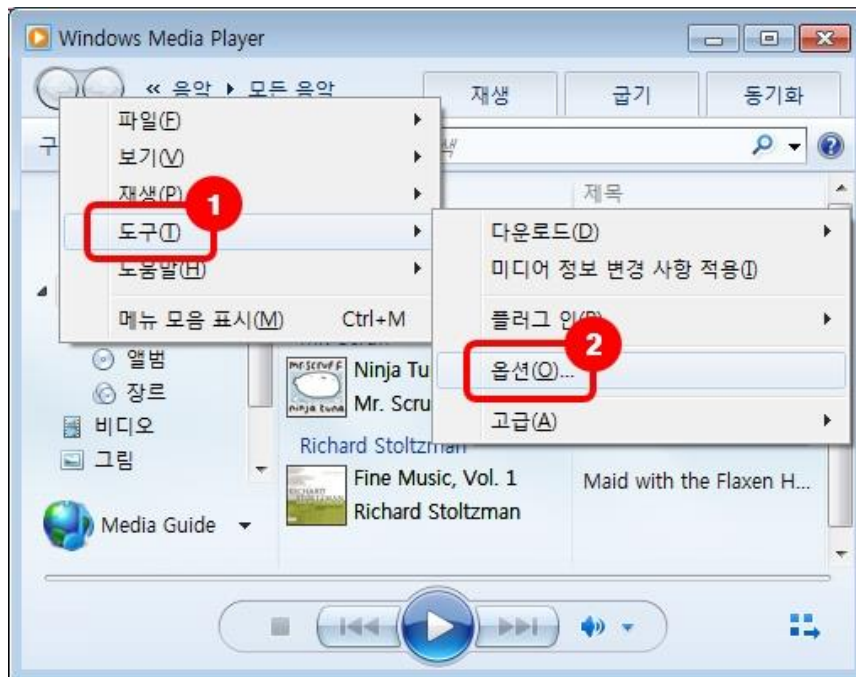 Windows Media Player
« 음악 ▶ 모든 음악
재생
굽기
동기화
파일(F)
보기(V)
재생(P)
1
도구(T)
도움말(H)
메뉴 모음 표시(M) Ctrl+M
제목
다운로드(D)
미디어 정보 변경 사항 적용(I)
플러그 인(P)
2
옵션(O)...
고급(A)
앨범
장르
비디오
그림
Media Guide
Ninja Tu
Mr. Scru
Richard Stoltzman
Fine Music, Vol. 1
Richard Stoltzman
Maid with the Flaxen H...